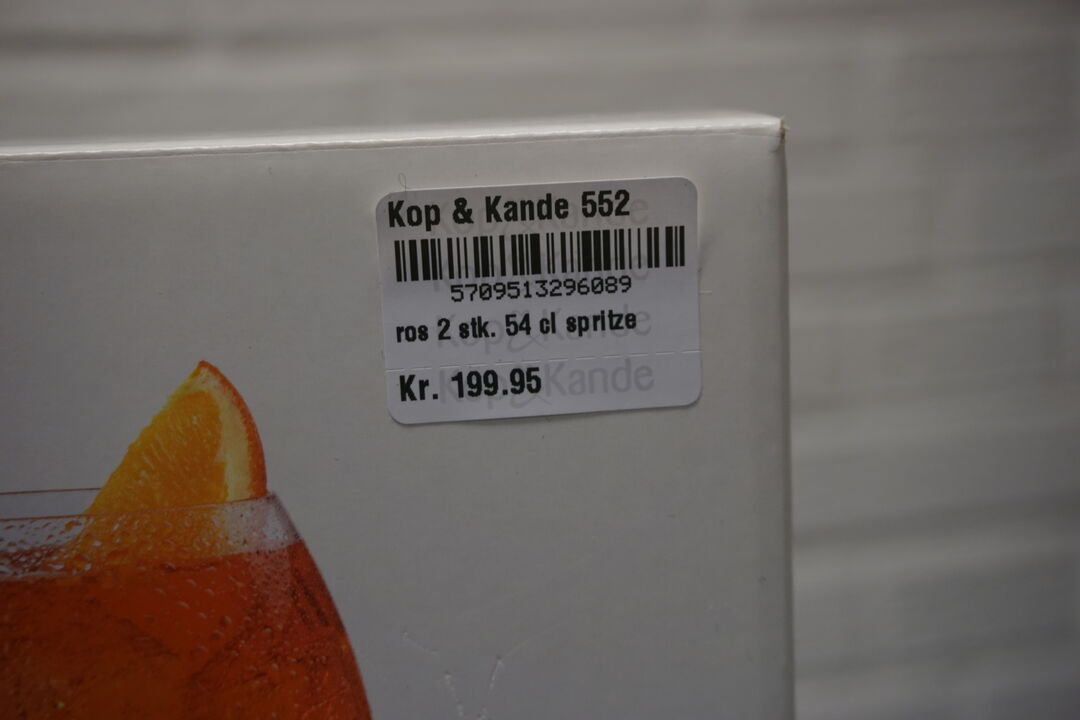 Kop & Kande 552
5709513296089
ros 2 stk. 54 cl spritze
Kr. 199.95